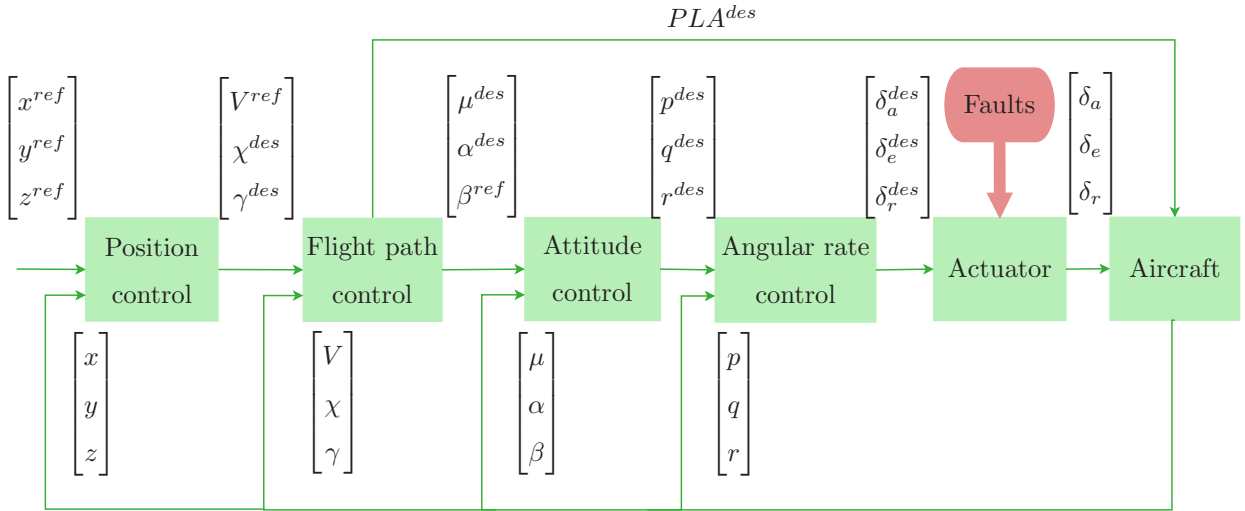 PLA^{des}
x^{ref}
y^{ref}
z^{ref}
V^{ref}
χ^{des}
γ^{des}
μ^{des}
α^{des}
β^{ref}
p^{des}
q^{des}
r^{des}
δ_a^{des}
δ_e^{des}
δ_r^{des}
Faults
δ_a
δ_e
δ_r
Position
control
Flight path
control
Attitude
control
Angular rate
control
Actuator
Aircraft
x
y
z
V
χ
γ
μ
α
β
p
q
r